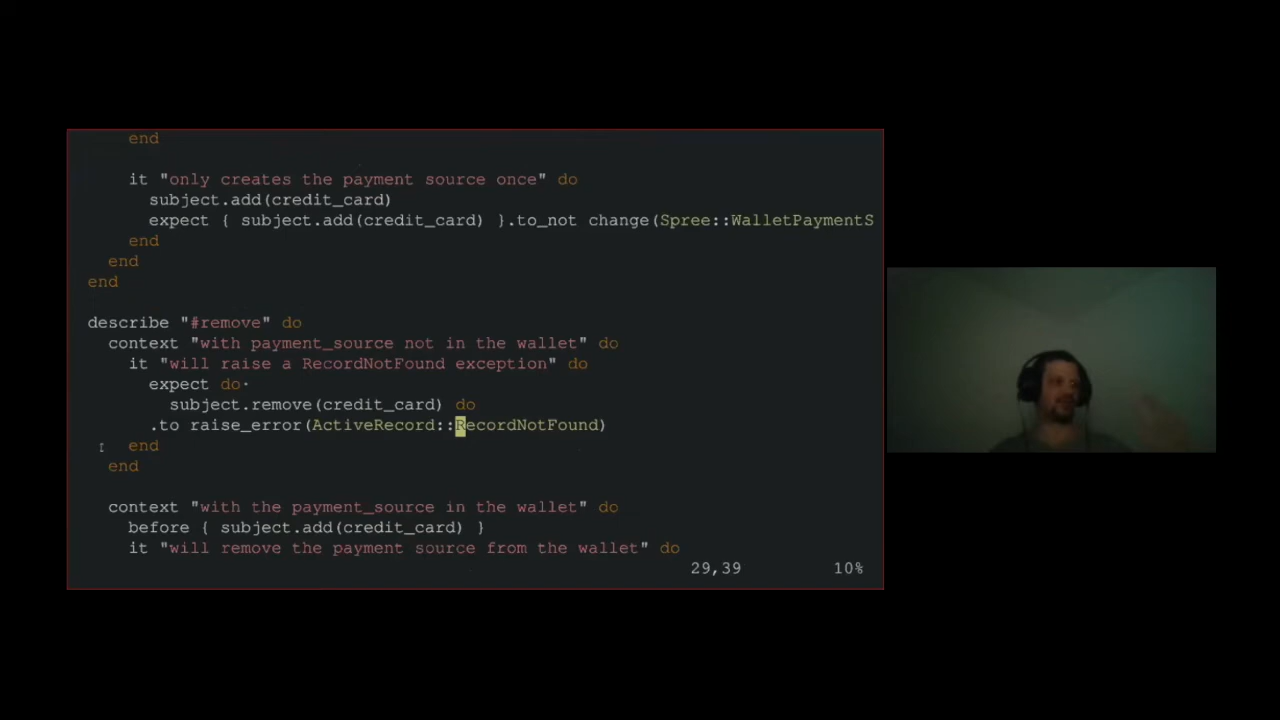 end
it "only creates the payment source once" do
subject.add(credit_card)
expect { subject.add(credit_card) }.to_not change(Spree::WalletPaymentS
end
end
end
describe "#remove" do
context "with payment_source not in the wallet" do
it "will raise a RecordNotFound exception" do
expect do·
subject.remove(credit_card) do
.to raise_error(ActiveRecord::RecordNotFound)
end
end
context "with the payment_source in the wallet" do
before { subject.add(credit_card) }
it "will remove the payment source from the wallet" do
29,39 10%